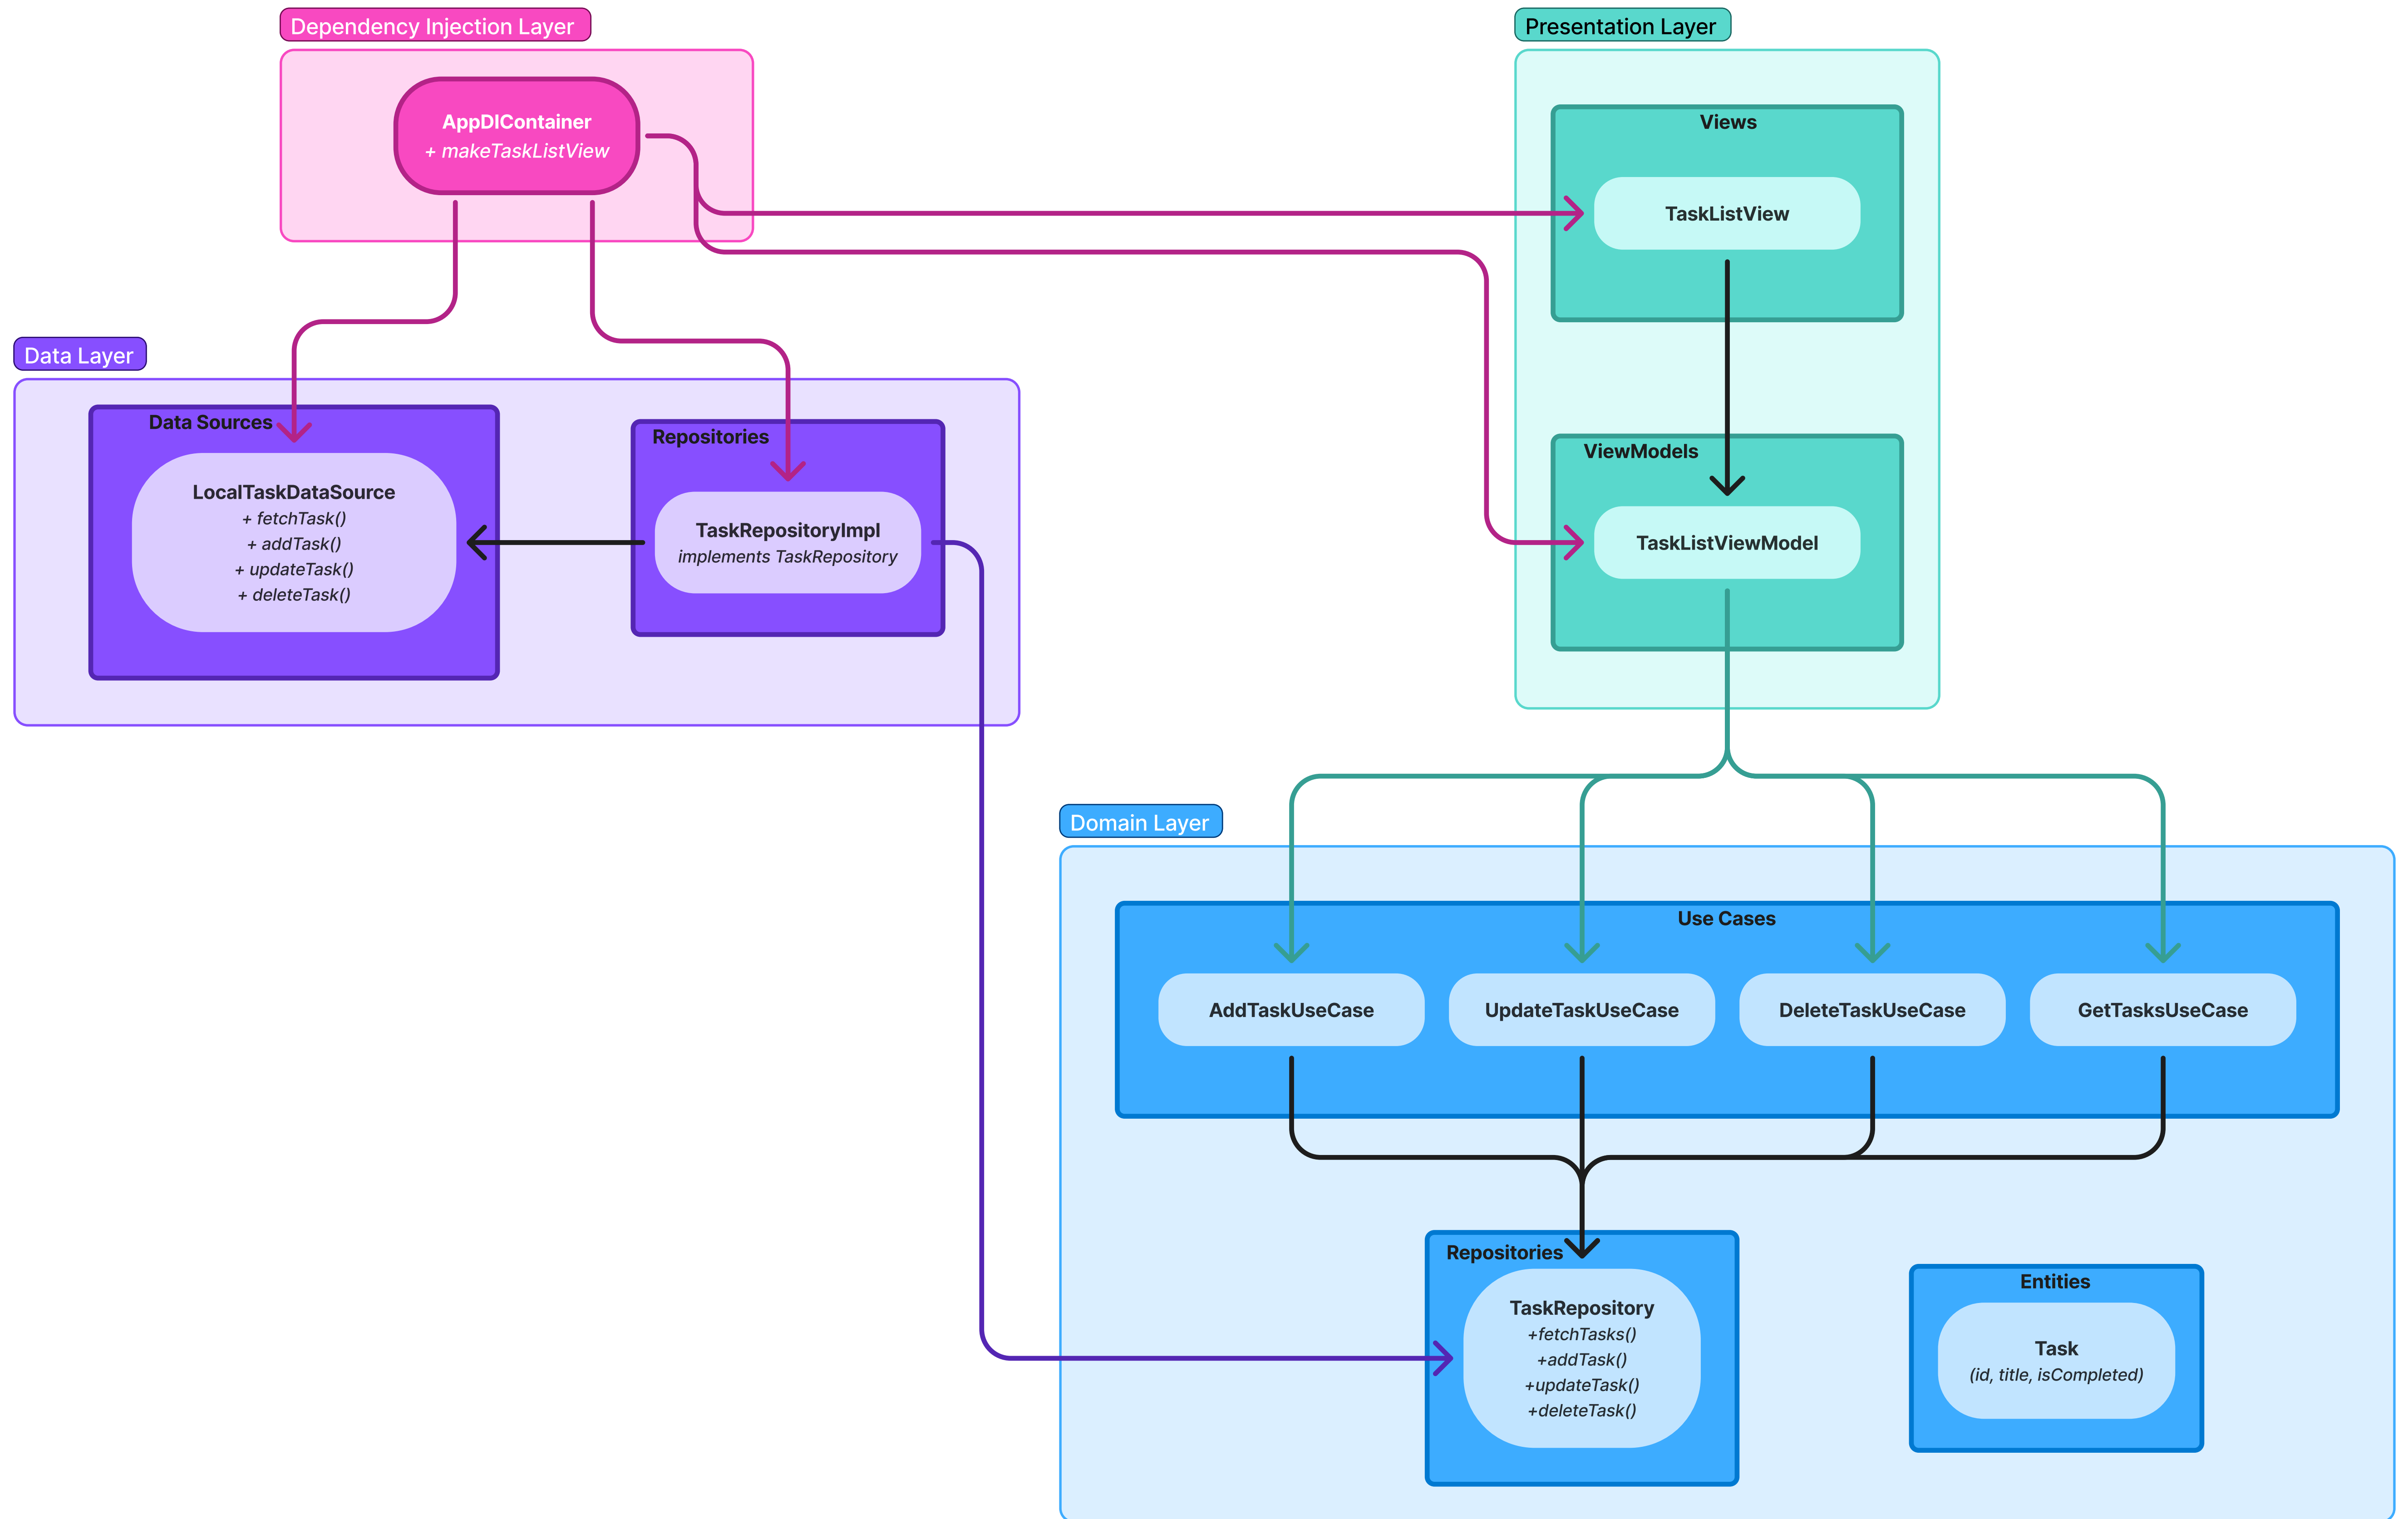 Dependency Injection Layer
AppDIContainer
+ makeTaskListView
Presentation Layer
Views
TaskListView
ViewModels
TaskListViewModel
Data Layer
Data Sources
LocalTaskDataSource
+ fetchTask()
+ addTask()
+ updateTask()
+ deleteTask()
Repositories
TaskRepositoryImpl
implements TaskRepository
Domain Layer
Use Cases
AddTaskUseCase
UpdateTaskUseCase
DeleteTaskUseCase
GetTasksUseCase
Repositories
TaskRepository
+fetchTasks()
+addTask()
+updateTask()
+deleteTask()
Entities
Task
(id, title, isCompleted)